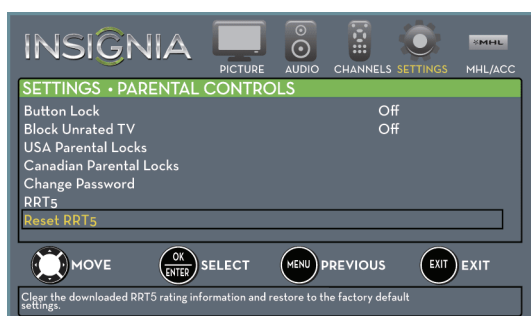 INSIGNIA
PICTURE AUDIO CHANNELS SETTINGS MHL/ACC
MHL
SETTINGS • PARENTAL CONTROLS
Button Lock Off
Block Unrated TV Off
USA Parental Locks
Canadian Parental Locks
Change Password
RRT5
Reset RRT5
MOVE OK ENTER SELECT MENU PREVIOUS EXIT EXIT
Clear the downloaded RRT5 rating information and restore to the factory default
settings.